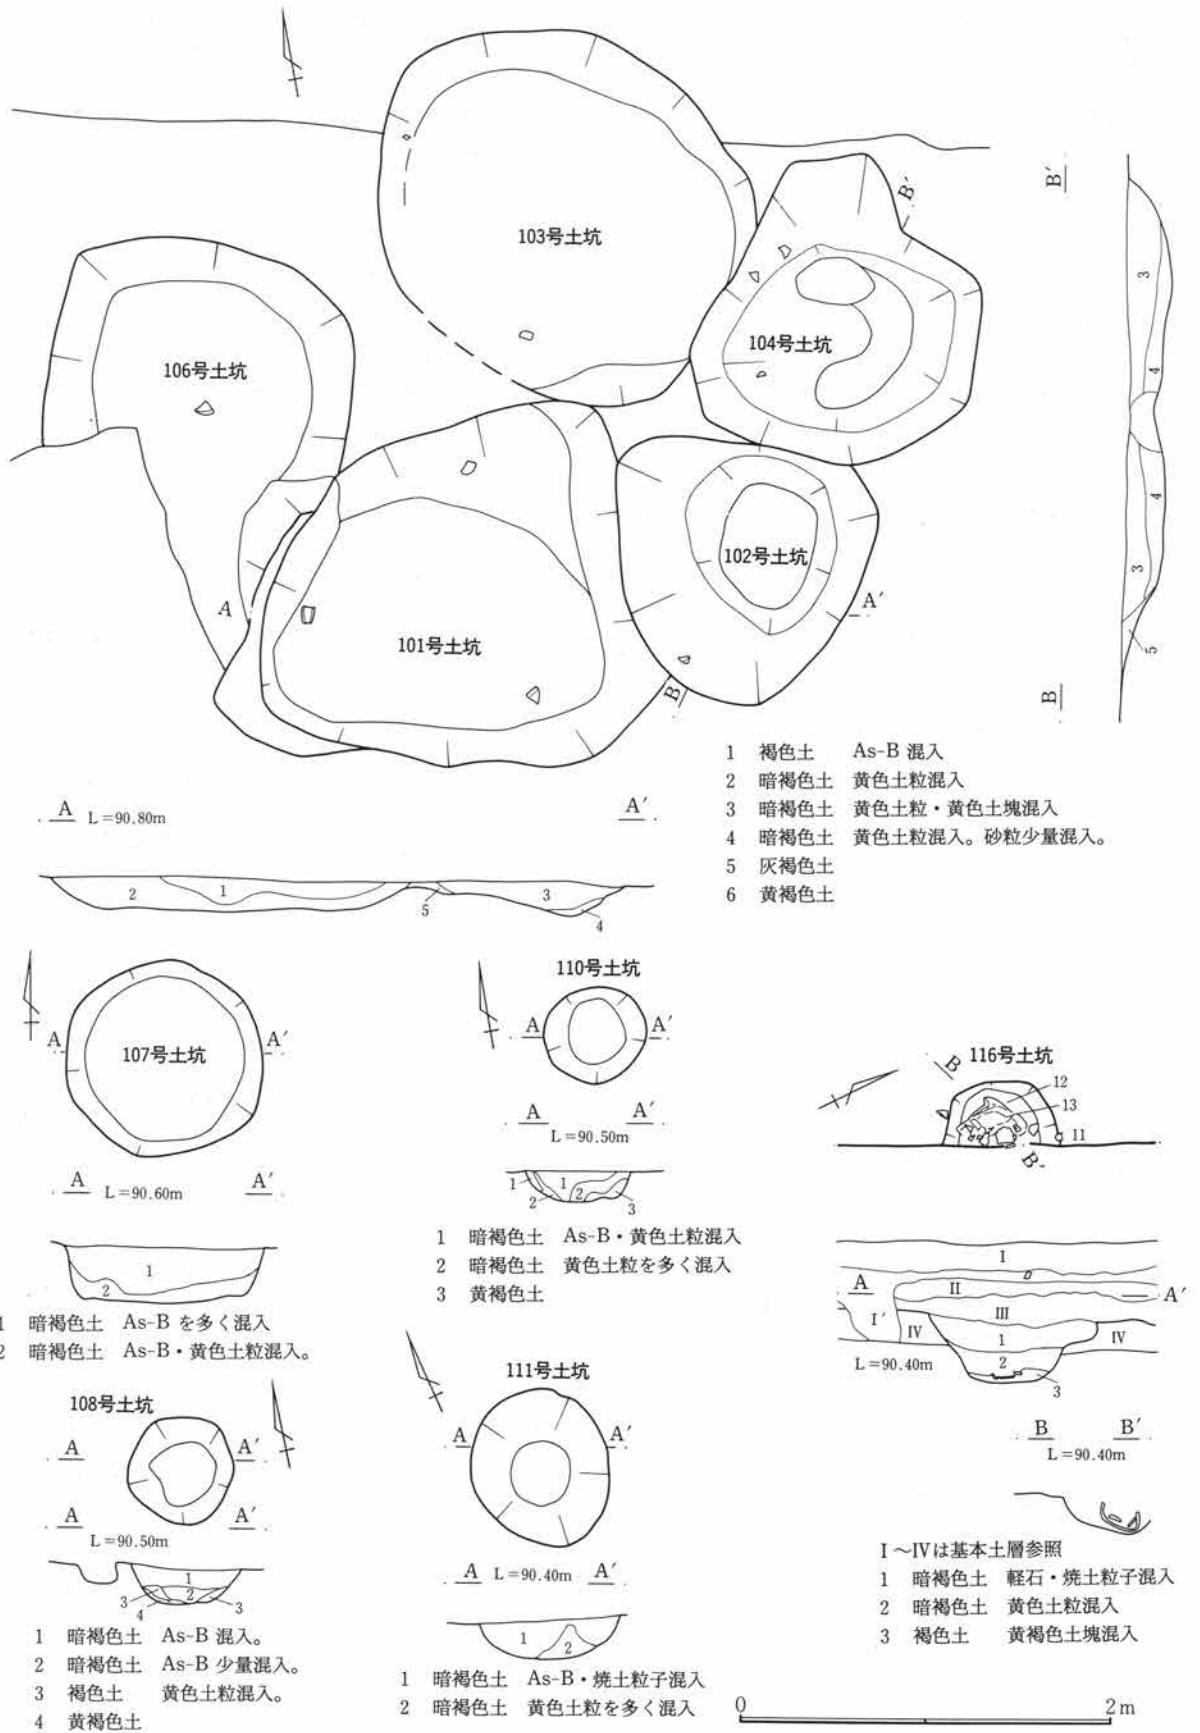 103号土坑
B′
B′
3
106号土坑
104号土坑
4
4
102号土坑
3
A
A′
101号土坑
5
B
B
1 褐色土 As-B 混入
2 暗褐色土 黄色土粒混入
3 暗褐色土 黄色土粒・黄色土塊混入
4 暗褐色土 黄色土粒混入。砂粒少量混入。
5 灰褐色土
6 黄褐色土
A L=90.80m A′
2 1 5 3 4
107号土坑
A A′
A L=90.60m A′
1
2
1 暗褐色土 As-B を多く混入
2 暗褐色土 As-B・黄色土粒混入。
110号土坑
A A′
A A′
L=90.50m
1 2 1 2 3
1 暗褐色土 As-B・黄色土粒混入
2 暗褐色土 黄色土粒を多く混入
3 黄褐色土
116号土坑
B
12
13
11
B′
I
A II A′
I′ IV III IV
1
L=90.40m 2
3
B B′
L=90.40m
I～IVは基本土層参照
1 暗褐色土 軽石・焼土粒子混入
2 暗褐色土 黄色土粒混入
3 褐色土 黄褐色土塊混入
108号土坑
A A′
A A′
L=90.50m
1
3 2 3
4
1 暗褐色土 As-B 混入。
2 暗褐色土 As-B 少量混入。
3 褐色土 黄色土粒混入。
4 黄褐色土
111号土坑
A A′
A L=90.40m A′
1 2
1 暗褐色土 As-B・焼土粒子混入
2 暗褐色土 黄色土粒を多く混入
0 2m